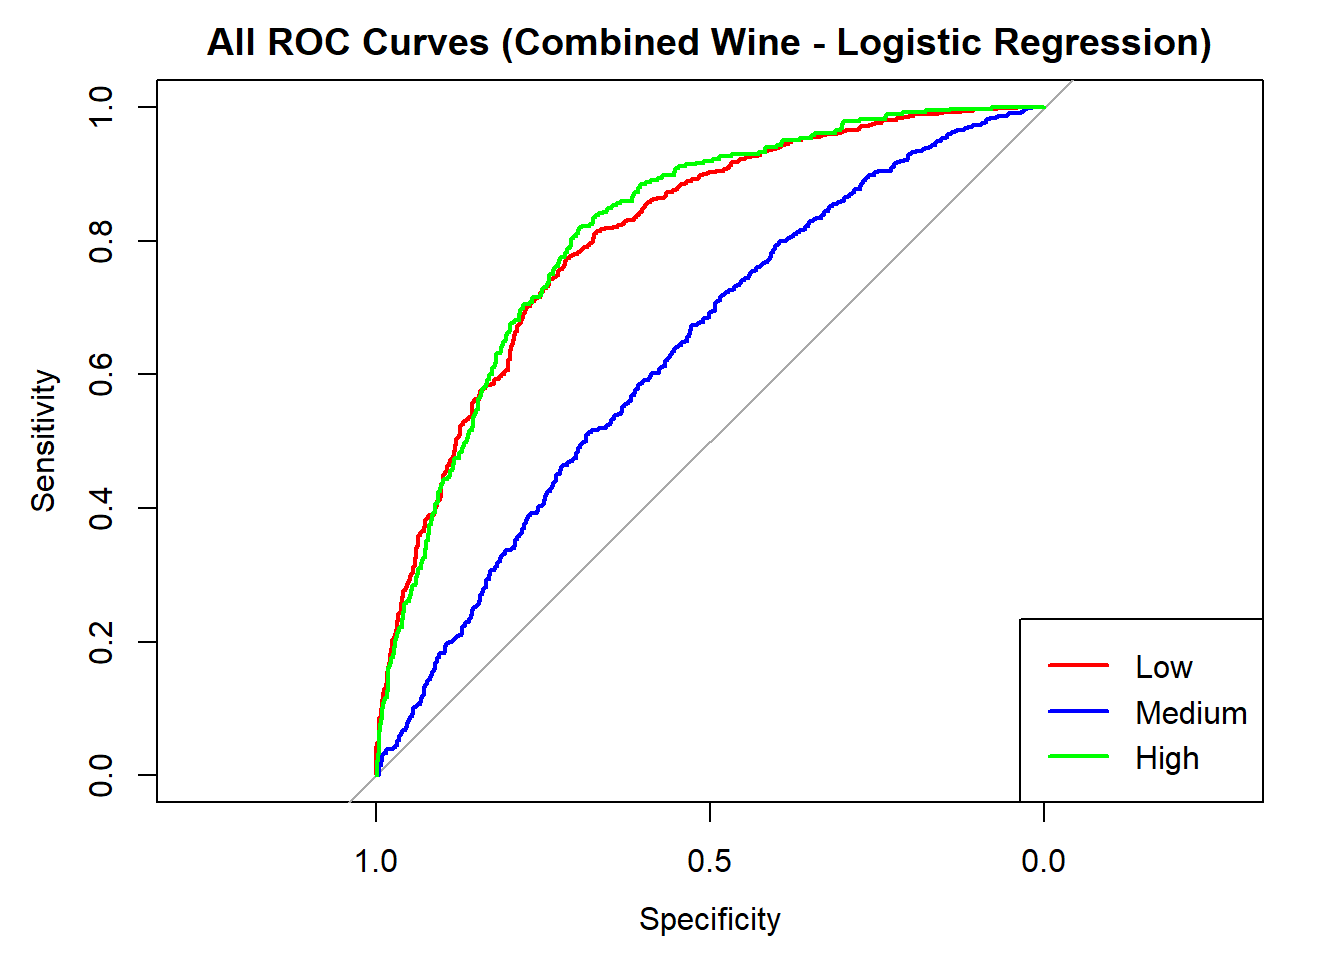 All ROC Curves (Combined Wine - Logistic Regression)
1.0
0.8
0.6
0.4
0.2
0.0
Sensitivity
Low
Medium
High
1.0 0.5 0.0
Specificity